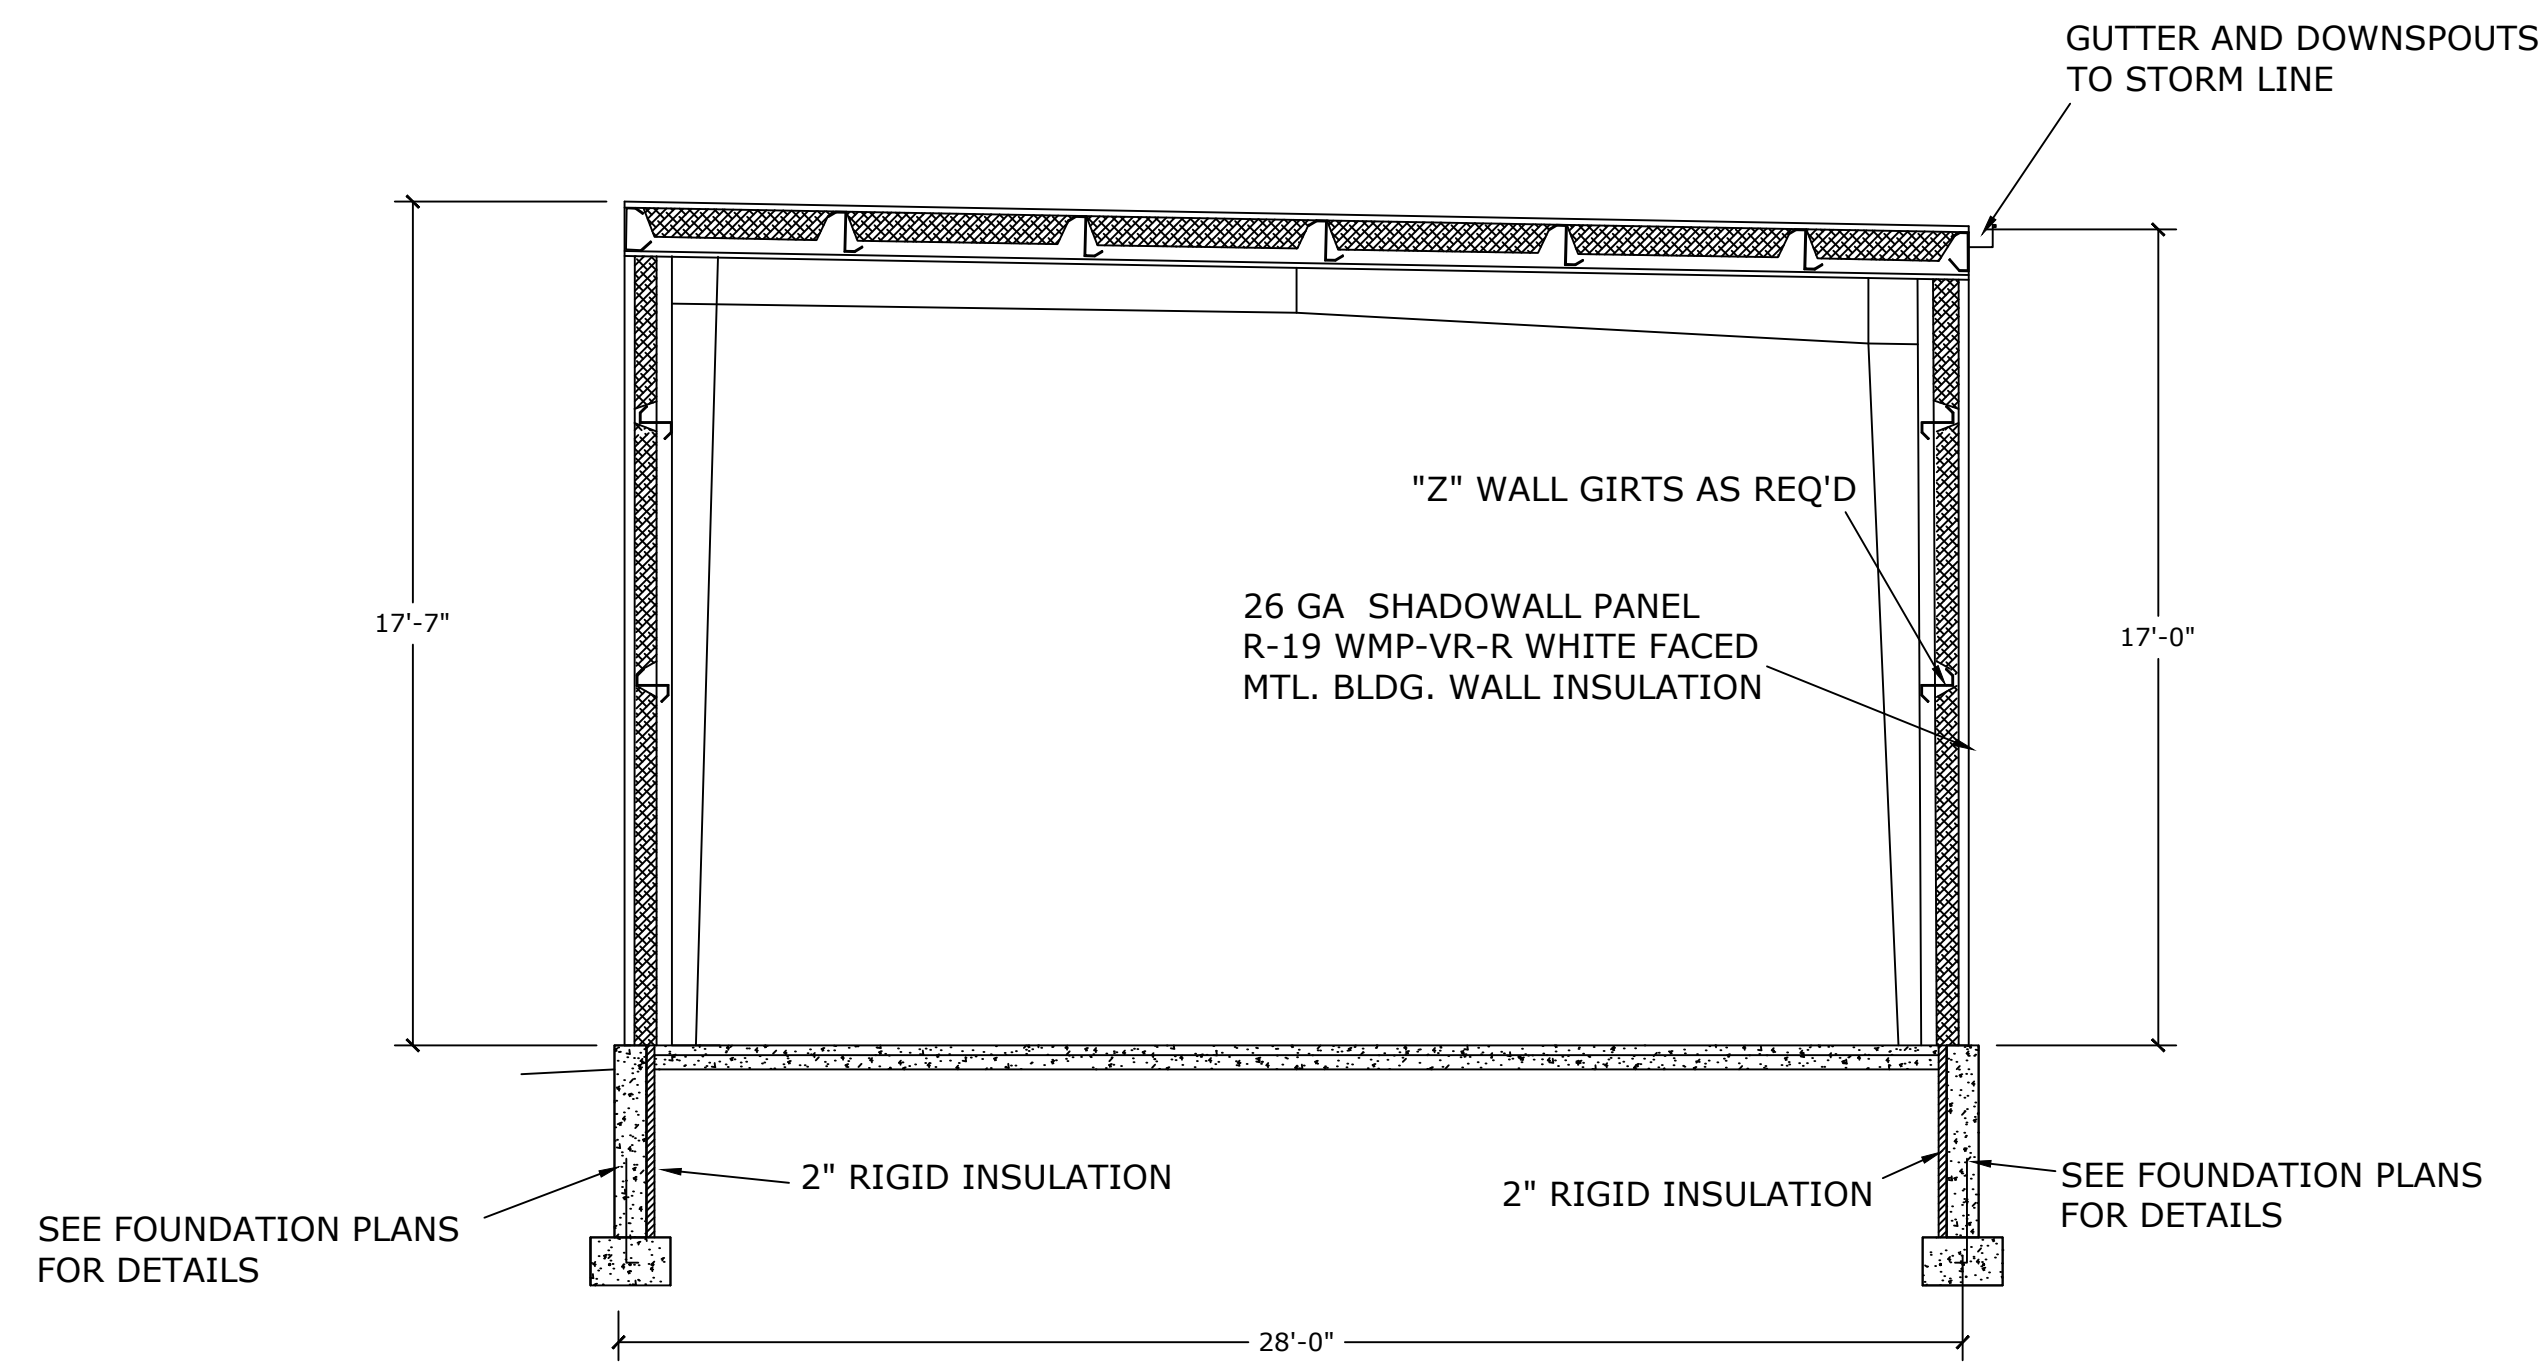 GUTTER AND DOWNSPOUTS
TO STORM LINE
"Z" WALL GIRTS AS REQ'D
26 GA  SHADOWALL PANEL
R-19 WMP-VR-R WHITE FACED
MTL. BLDG. WALL INSULATION
17'-7"
17'-0"
2" RIGID INSULATION
2" RIGID INSULATION
SEE FOUNDATION PLANS
FOR DETAILS
SEE FOUNDATION PLANS
FOR DETAILS
28'-0"